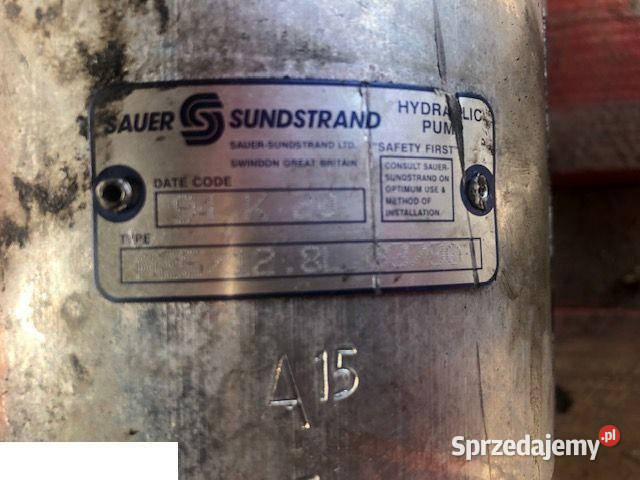 SAUER SUNDSTRAND
HYDRAULIC
PUMP
SAUER-SUNDSTRAND LTD.
SWINDON GREAT BRITAIN
"SAFETY FIRST"
CONSULT SAUER-
SUNDSTRAND ON
OPTIMUM USE &
METHOD OF
INSTALLATION.
DATE CODE
TYPE
A 15
Sprzedajemy.pl